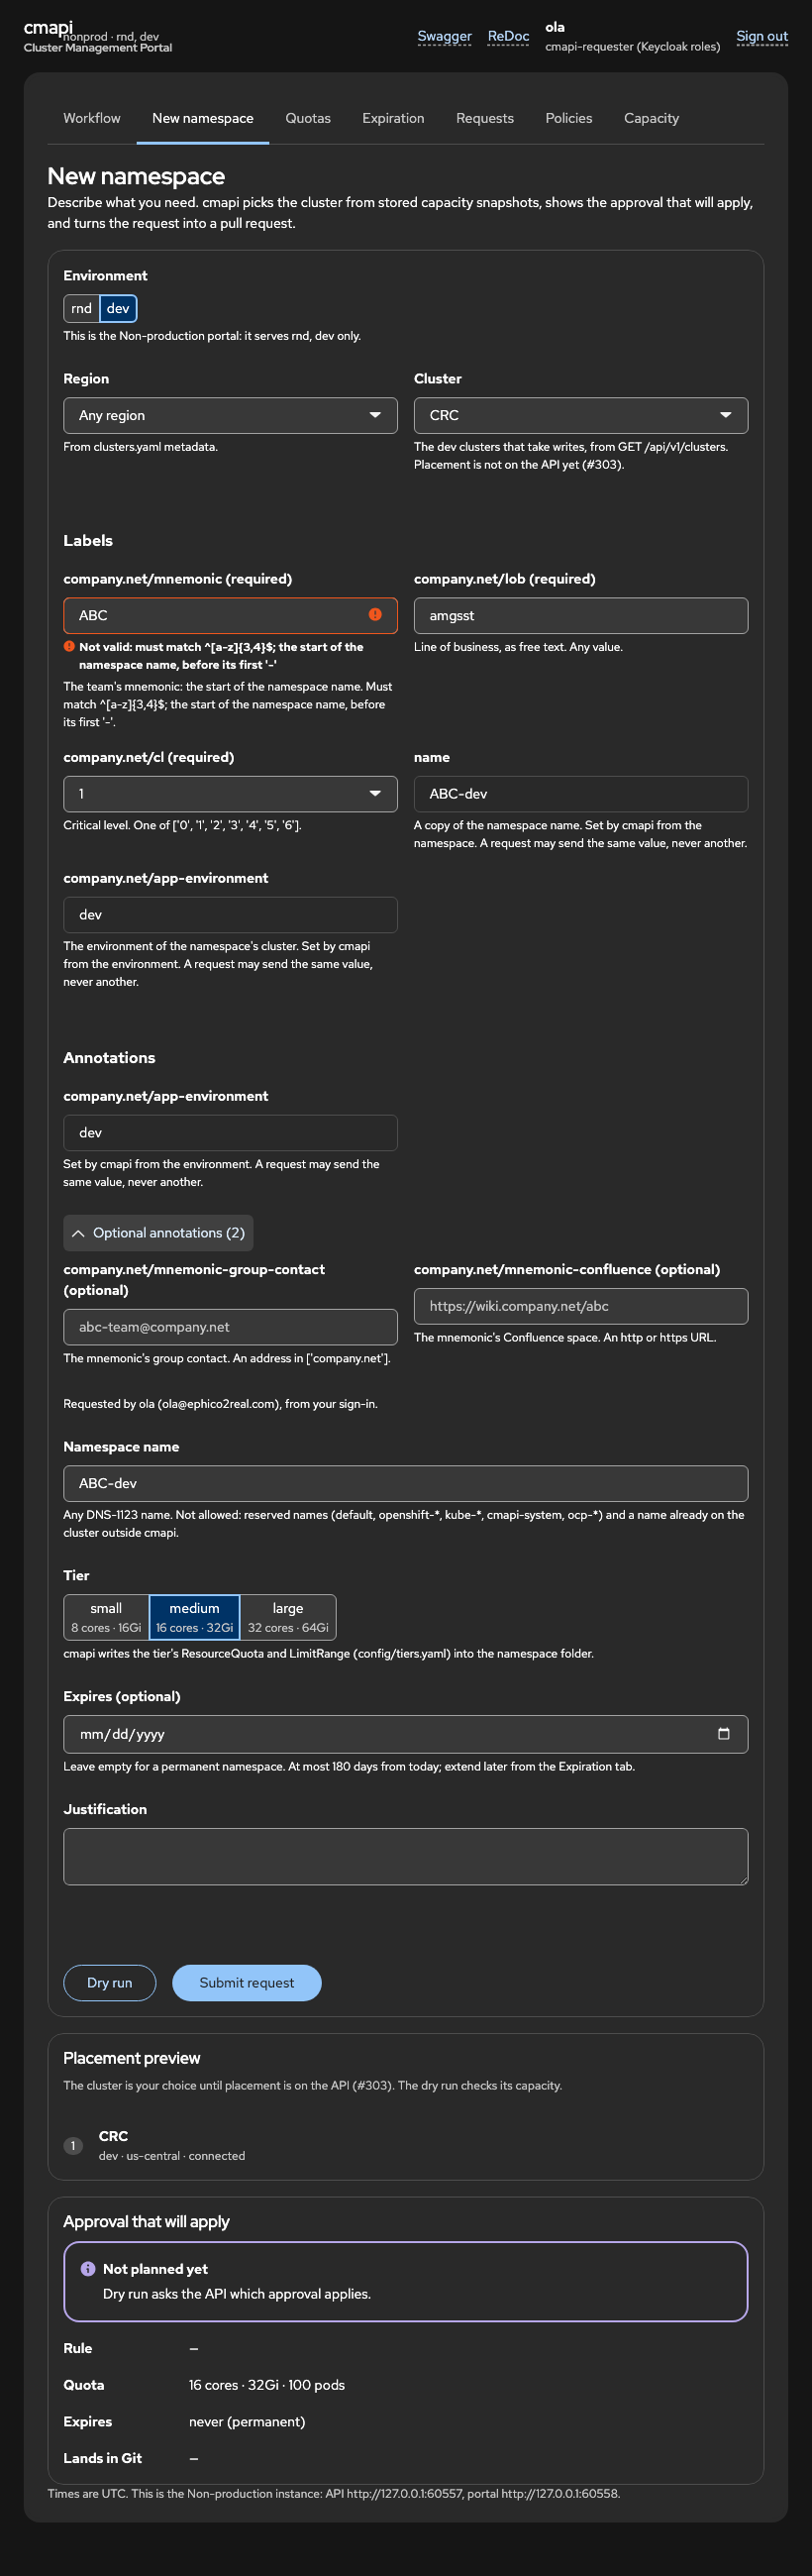 cmapi
nonprod · rnd, dev
Cluster Management Portal
Swagger
ReDoc
ola
cmapi-requester (Keycloak roles)
Sign out
Workflow
New namespace
Quotas
Expiration
Requests
Policies
Capacity
New namespace
Describe what you need. cmapi picks the cluster from stored capacity snapshots, shows the approval that will apply,
and turns the request into a pull request.
Environment
rnd
dev
This is the Non-production portal: it serves rnd, dev only.
Region
Any region
From clusters.yaml metadata.
Cluster
CRC
The dev clusters that take writes, from GET /api/v1/clusters.
Placement is not on the API yet (#303).
Labels
company.net/mnemonic (required)
ABC
Not valid: must match ^[a-z]{3,4}$; the start of the
namespace name, before its first '-'
The team's mnemonic: the start of the namespace name. Must
match ^[a-z]{3,4}$; the start of the namespace name, before
its first '-'.
company.net/lob (required)
amgsst
Line of business, as free text. Any value.
company.net/cl (required)
1
Critical level. One of ['0', '1', '2', '3', '4', '5', '6'].
name
ABC-dev
A copy of the namespace name. Set by cmapi from the
namespace. A request may send the same value, never another.
company.net/app-environment
dev
The environment of the namespace's cluster. Set by cmapi
from the environment. A request may send the same value,
never another.
Annotations
company.net/app-environment
dev
Set by cmapi from the environment. A request may send the
same value, never another.
Optional annotations (2)
company.net/mnemonic-group-contact
(optional)
abc-team@company.net
The mnemonic's group contact. An address in ['company.net'].
company.net/mnemonic-confluence (optional)
https://wiki.company.net/abc
The mnemonic's Confluence space. An http or https URL.
Requested by ola (ola@ephico2real.com), from your sign-in.
Namespace name
ABC-dev
Any DNS-1123 name. Not allowed: reserved names (default, openshift-*, kube-*, cmapi-system, ocp-*) and a name already on the
cluster outside cmapi.
Tier
small
8 cores · 16Gi
medium
16 cores · 32Gi
large
32 cores · 64Gi
cmapi writes the tier's ResourceQuota and LimitRange (config/tiers.yaml) into the namespace folder.
Expires (optional)
mm/dd/yyyy
Leave empty for a permanent namespace. At most 180 days from today; extend later from the Expiration tab.
Justification
Dry run
Submit request
Placement preview
The cluster is your choice until placement is on the API (#303). The dry run checks its capacity.
1
CRC
dev · us-central · connected
Approval that will apply
Not planned yet
Dry run asks the API which approval applies.
Rule
—
Quota
16 cores · 32Gi · 100 pods
Expires
never (permanent)
Lands in Git
—
Times are UTC. This is the Non-production instance: API http://127.0.0.1:60557, portal http://127.0.0.1:60558.